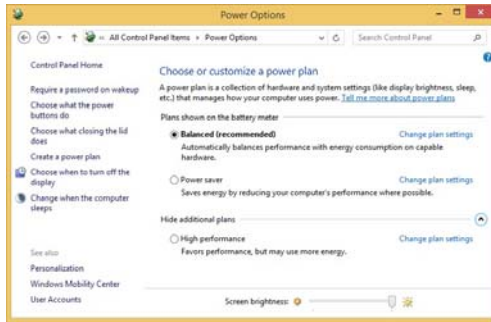 Power Options
« All Control Panel Items › Power Options
Search Control Panel
Control Panel Home
Require a password on wakeup
Choose what the power
buttons do
Choose what closing the lid
does
Create a power plan
Choose when to turn off the
display
Change when the computer
sleeps
See also
Personalization
Windows Mobility Center
User Accounts
Choose or customize a power plan
A power plan is a collection of hardware and system settings (like display brightness, sleep,
etc.) that manages how your computer uses power. Tell me more about power plans
Plans shown on the battery meter
Balanced (recommended) Change plan settings
Automatically balances performance with energy consumption on capable
hardware.
Power saver Change plan settings
Saves energy by reducing your computer's performance where possible.
Hide additional plans
High performance Change plan settings
Favors performance, but may use more energy.
Screen brightness: